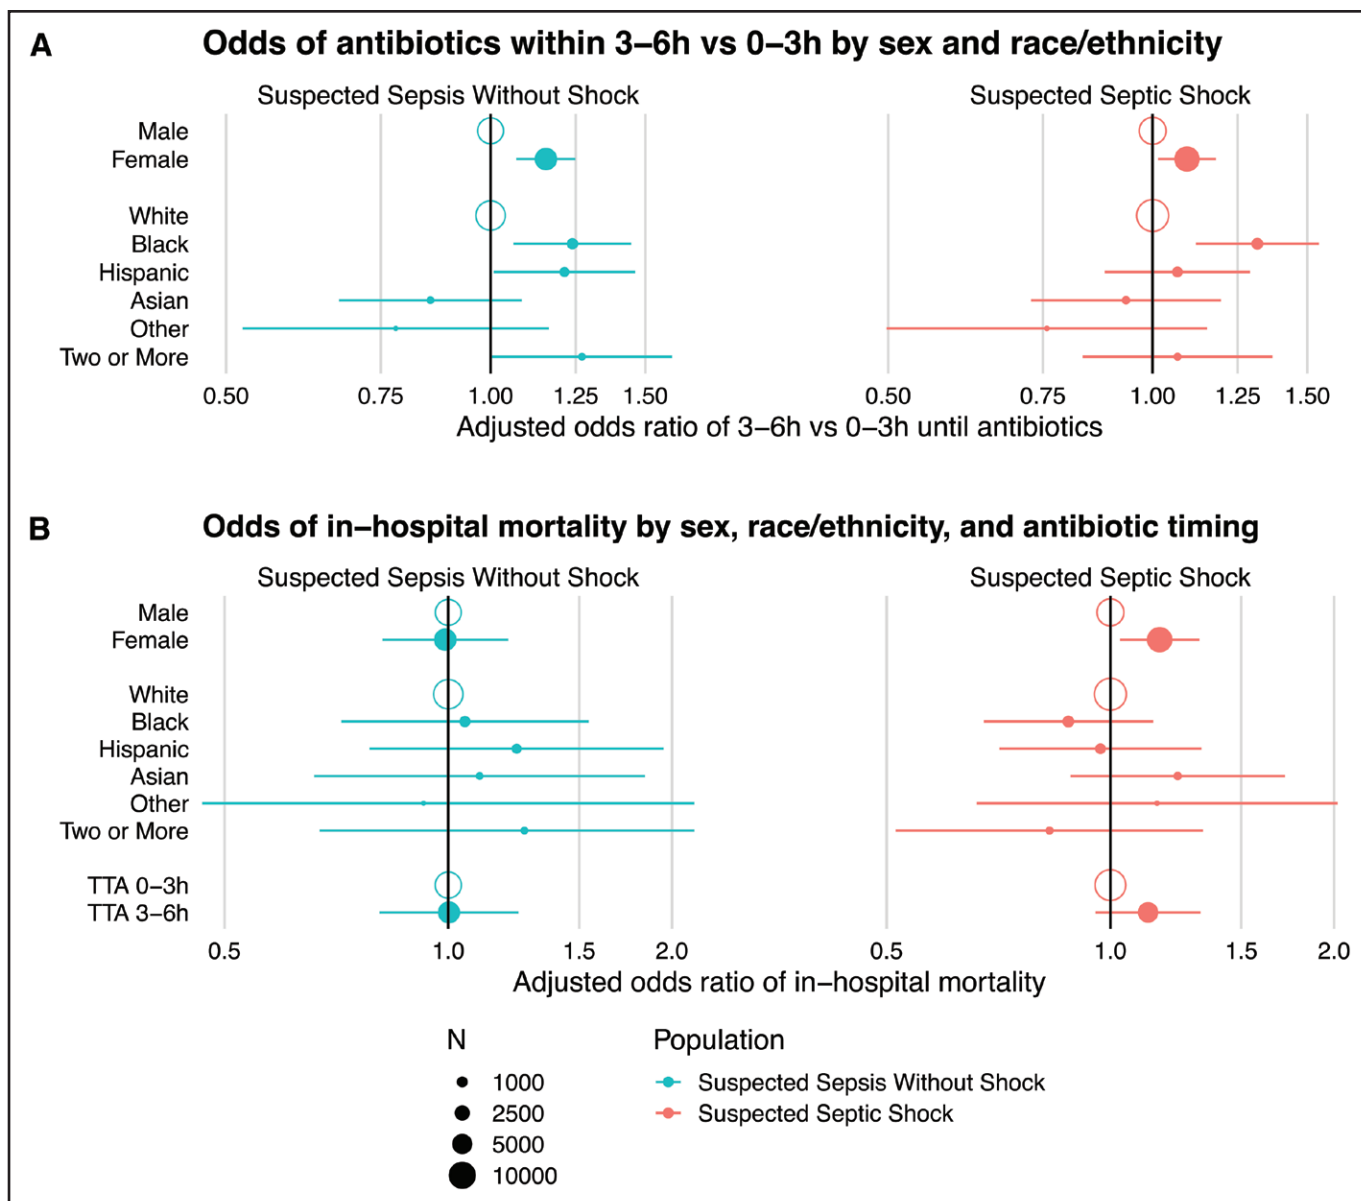 A Odds of antibiotics within 3–6h vs 0–3h by sex and race/ethnicity
Suspected Sepsis Without Shock Suspected Septic Shock
Male
Female
White
Black
Hispanic
Asian
Other
Two or More
0.50 0.75 1.00 1.25 1.50 0.50 0.75 1.00 1.25 1.50
Adjusted odds ratio of 3–6h vs 0–3h until antibiotics
B Odds of in–hospital mortality by sex, race/ethnicity, and antibiotic timing
Suspected Sepsis Without Shock Suspected Septic Shock
Male
Female
White
Black
Hispanic
Asian
Other
Two or More
TTA 0–3h
TTA 3–6h
0.5 1.0 1.5 2.0 0.5 1.0 1.5 2.0
Adjusted odds ratio of in–hospital mortality
N Population
1000 Suspected Sepsis Without Shock
2500 Suspected Septic Shock
5000
10000